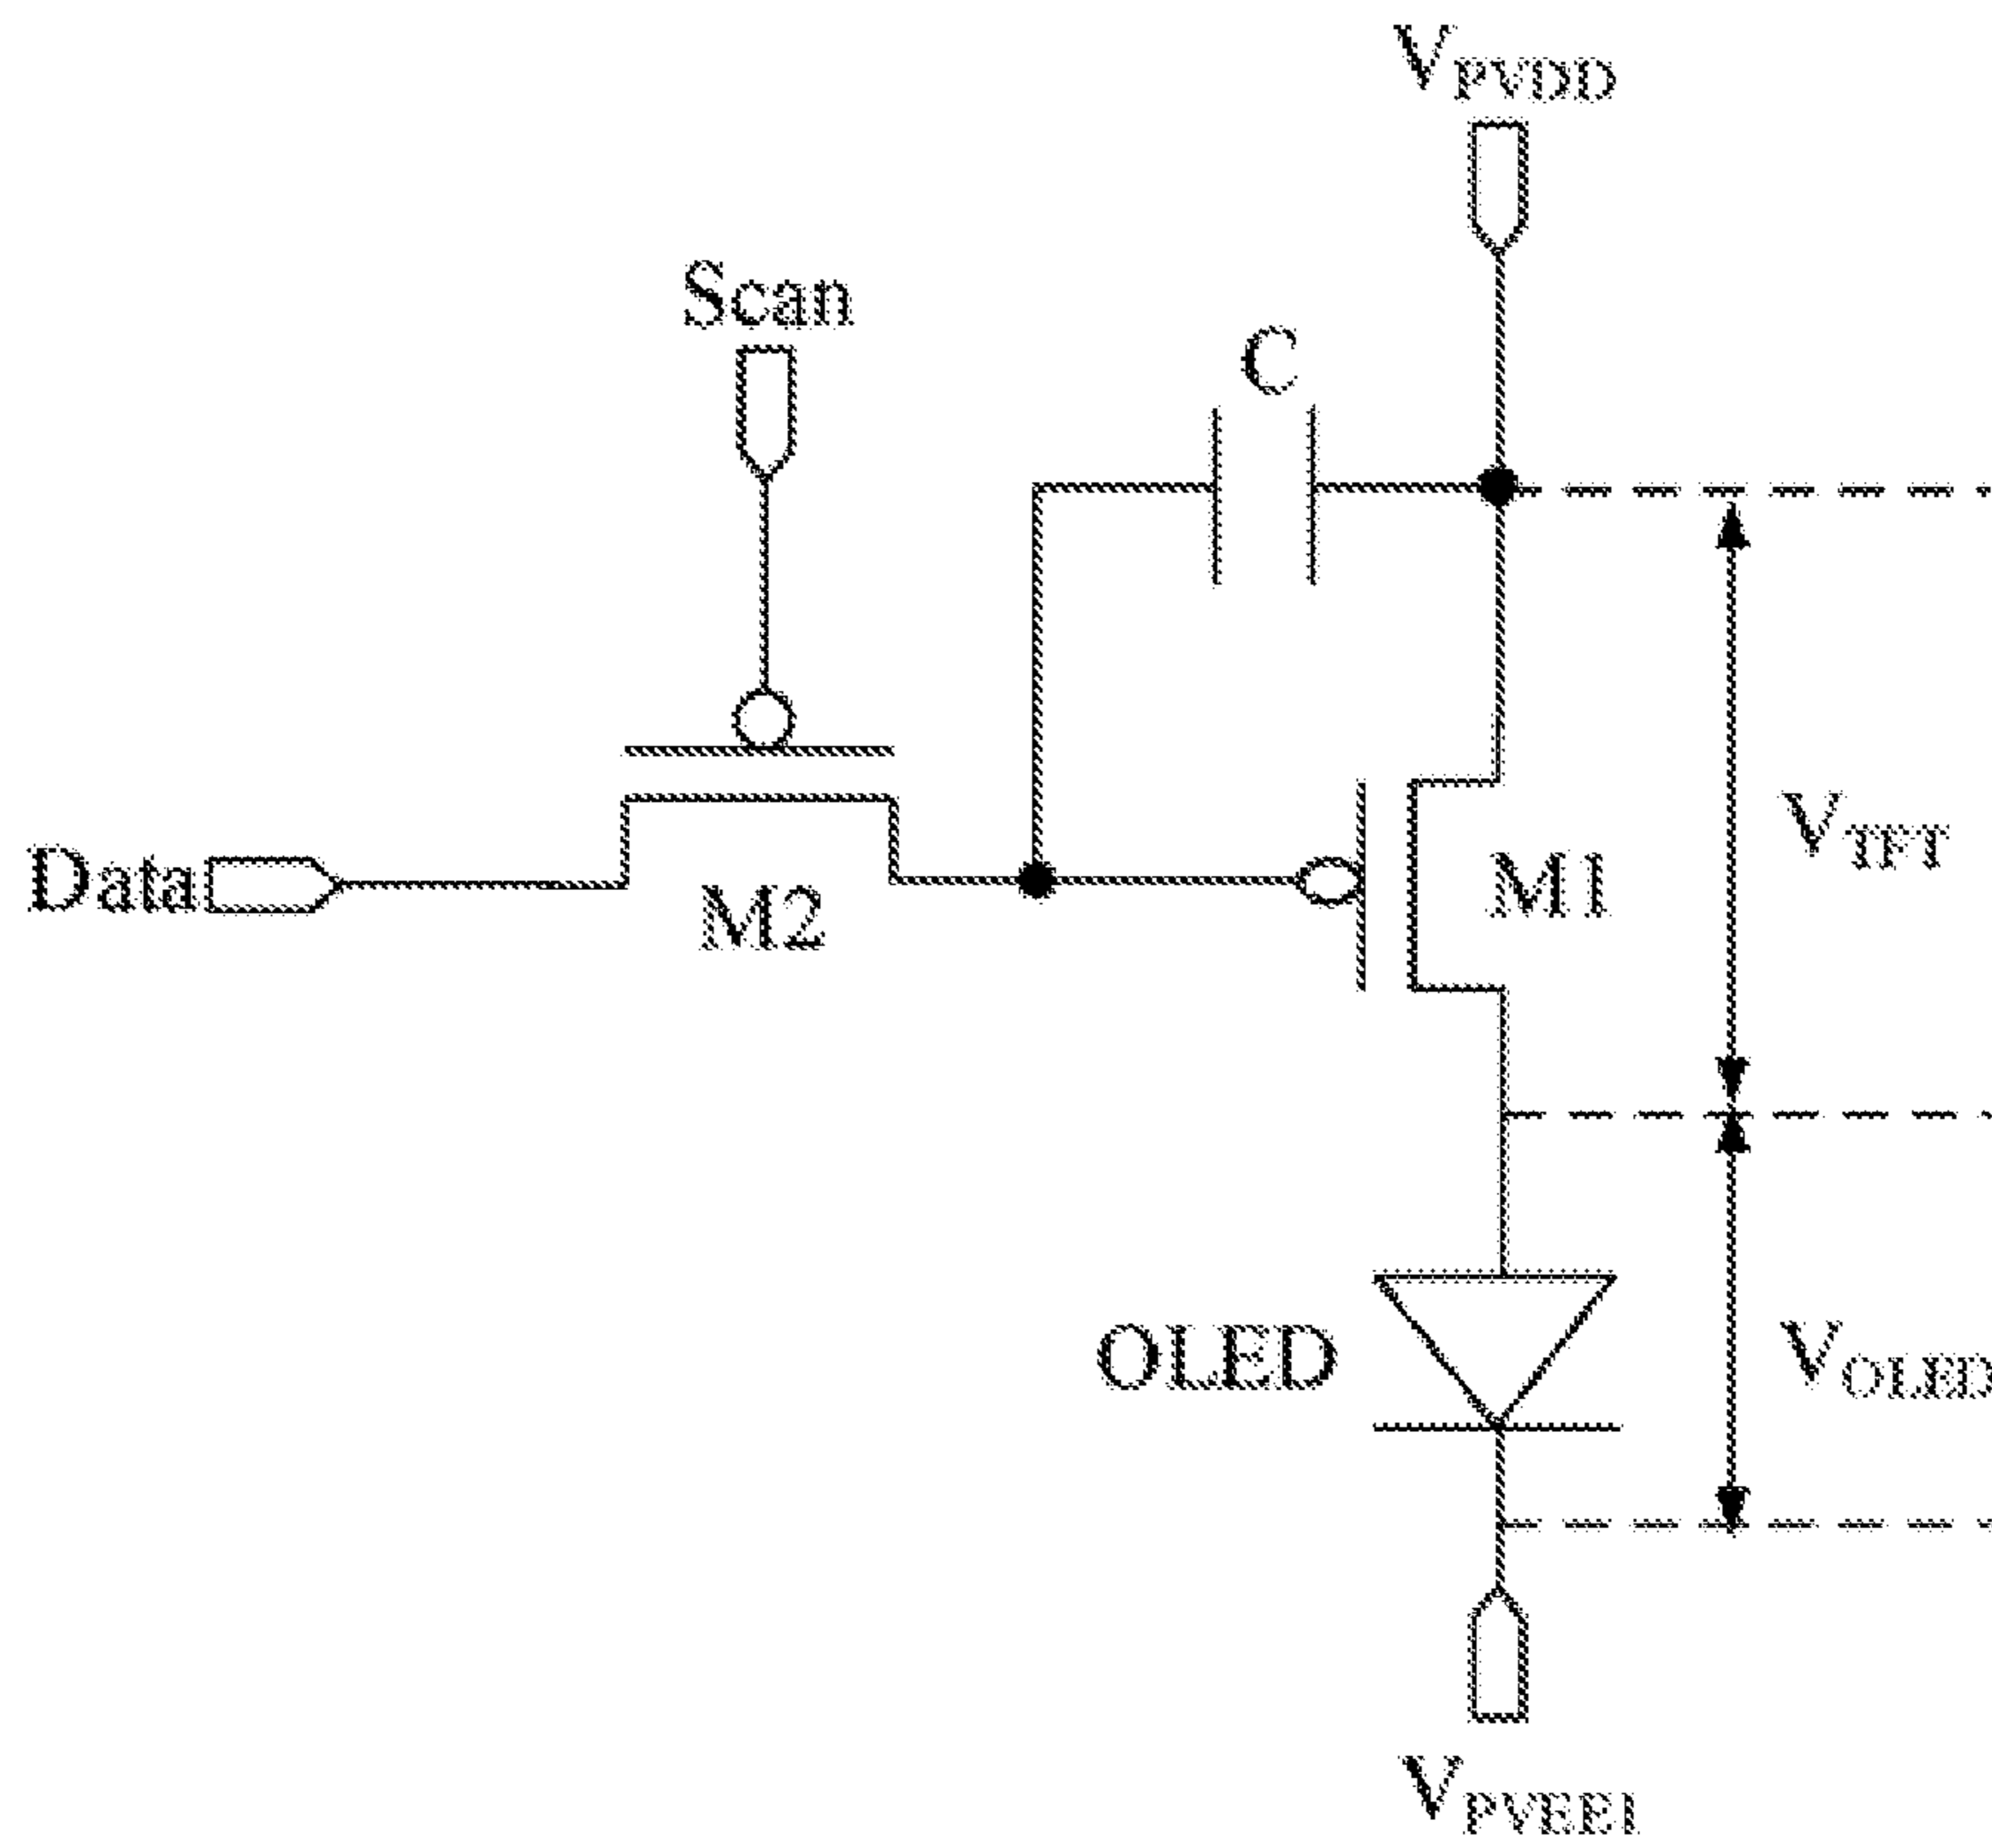 VPVDD
Scan
C
Data
M2
M1
VTFT
OLED
VOLED
VPVEE1